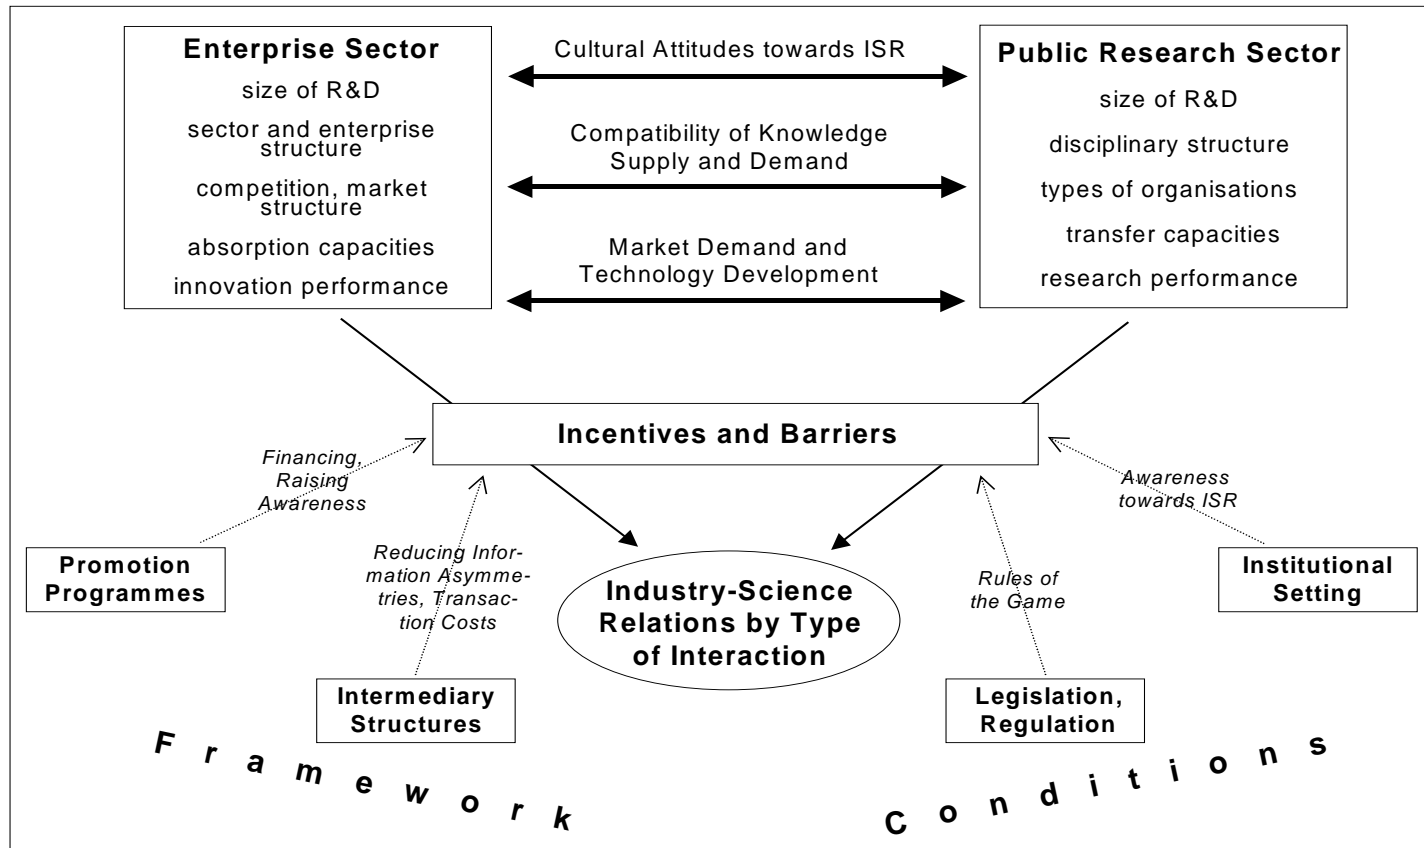 Enterprise Sector
size of R&D
sector and enterprise
structure
competition, market
structure
absorption capacities
innovation performance
Cultural Attitudes towards ISR
Compatibility of Knowledge
Supply and Demand
Market Demand and
Technology Development
Public Research Sector
size of R&D
disciplinary structure
types of organisations
transfer capacities
research performance
Incentives and Barriers
Financing,
Raising
Awareness
Awareness
towards ISR
Promotion
Programmes
Reducing Infor-
mation Asymme-
tries, Transac-
tion Costs
Industry-Science
Relations by Type
of Interaction
Rules of
the Game
Institutional
Setting
Intermediary
Structures
Legislation,
Regulation
Framework
Conditions